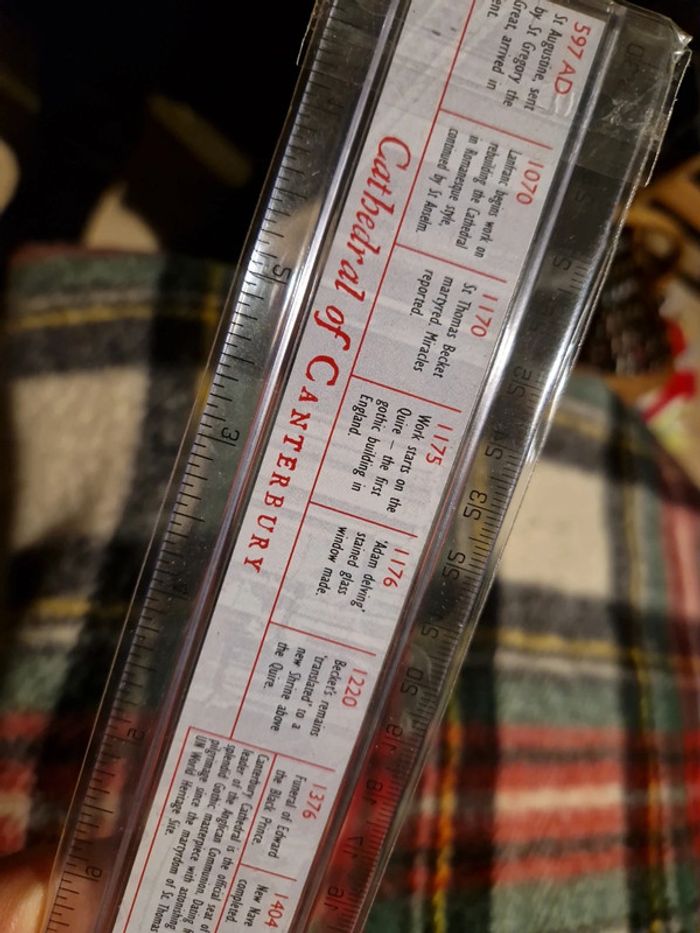 597 AD
St Augustine, sent
by St Gregory the
Great, arrived in
1070
Lanfranc begins work on
rebuilding the Cathedral
in Romanesque style,
continued by St Anselm.
1170
St Thomas Becket
martyred. Miracles
reported
1175
Work starts on the
Quire – the first
gothic building in
England.
1176
'Adam delving'
stained glass
window made.
1220
Becket's remains
'translated' to a
new Shrine above
the Quire.
1376
Funeral of Edward
the Black Prince.
1404
New Nave
completed.
Cathedral of CANTERBURY
Canterbury Cathedral is the official seat of
leader of the Anglican Communion. Dating
splendid Gothic masterpiece with astonishing
pilgrimage since the martyrdom of St Thomas
UN World Heritage Site.